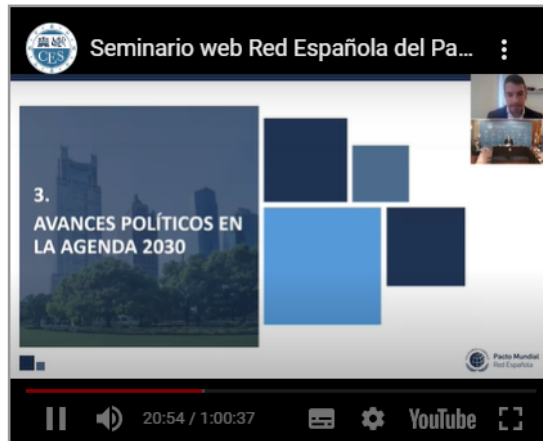 CES
Seminario web Red Española del Pa...
3.
AVANCES POLÍTICOS EN
LA AGENDA 2030
Pacto Mundial
Red Española
20:54 / 1:00:37
YouTube